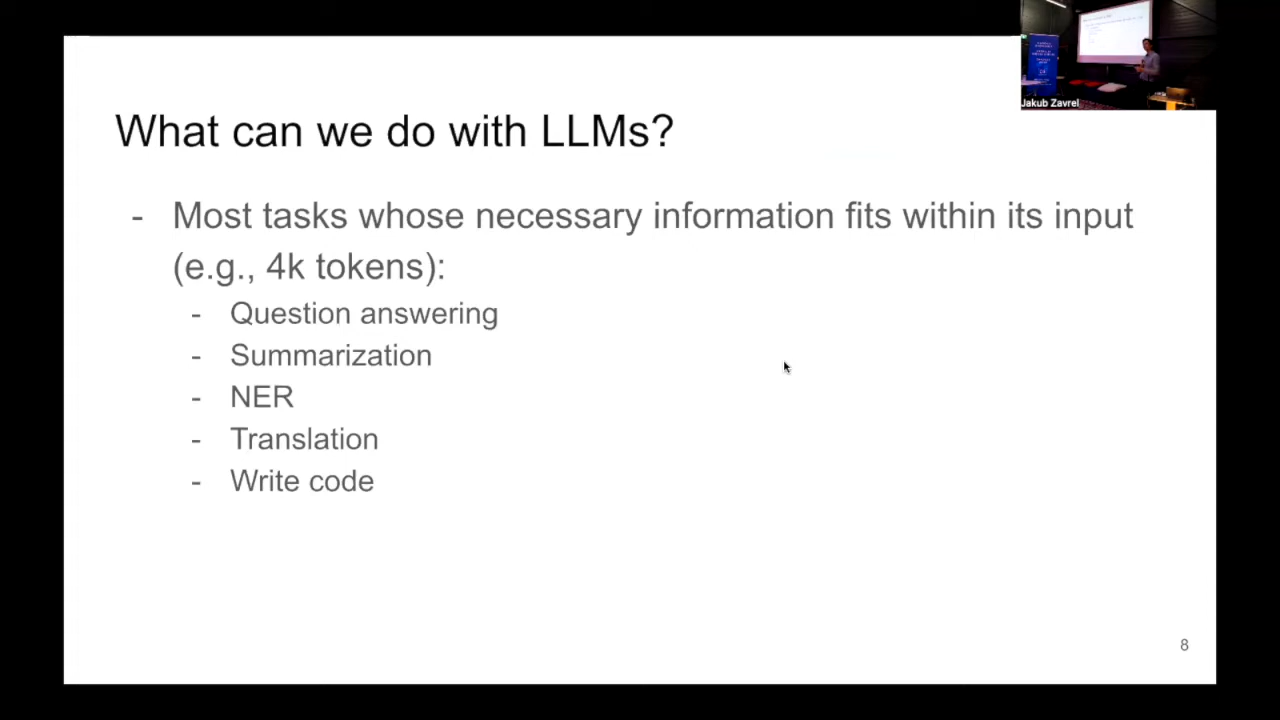 Jakub Zavrel
What can we do with LLMs?
- Most tasks whose necessary information fits within its input
(e.g., 4k tokens):
- Question answering
- Summarization
- NER
- Translation
- Write code
8